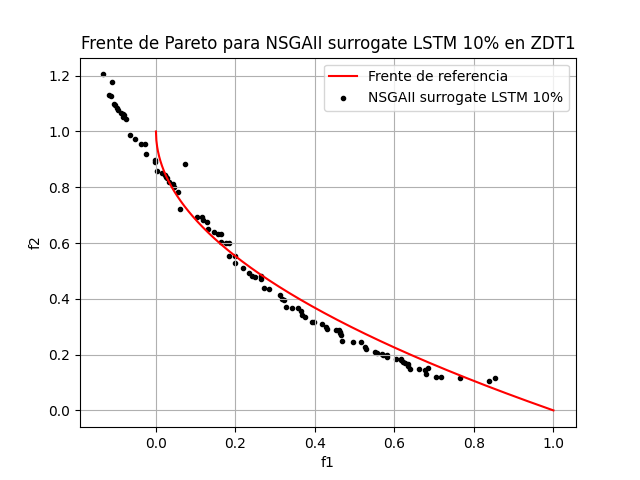 Frente de Pareto para NSGAII surrogate LSTM 10% en ZDT1
Frente de referencia
NSGAII surrogate LSTM 10%
f2
1.2
1.0
0.8
0.6
0.4
0.2
0.0
0.0 0.2 0.4 0.6 0.8 1.0
f1